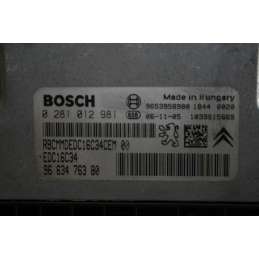 BOSCH
Made in Hungary
0 281 012 981
9653958980 1844 0020
06-11-05 1039S15669
RBCMMDEDC16C34CEM 00
EDC16C34
96 634 763 80